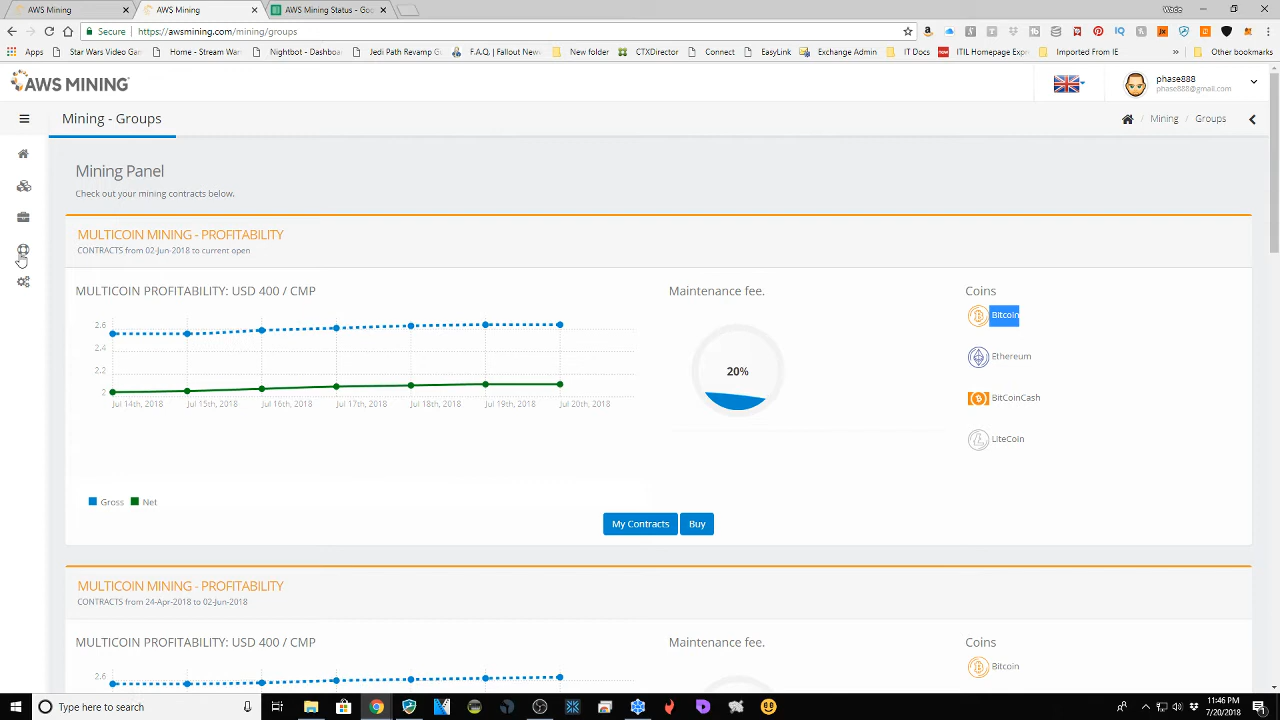 AWS Mining
AWS Mining
AWS Mining Status - Goo
Wade
Secure
https://awsmining.com/mining/groups
Apps
Star Wars Video Gam
Home - Stream War
Nightbot - Dashboa
Jedi Path Revamp G
F.A.Q. | Fallout New
New folder
CTXDirector
Connect
EasyLink
Exchange Admin
IT Docs
ITIL Homepage Exp
Imported From IE
»
Other bookmarks
AWS MINING
phase888
phase888@gmail.com
Mining - Groups
Mining / Groups
Mining Panel
Check out your mining contracts below.
MULTICOIN MINING - PROFITABILITY
CONTRACTS from 02-Jun-2018 to current open
MULTICOIN PROFITABILITY: USD 400 / CMP
2.6
2.4
2.2
2
Jul 14th, 2018
Jul 15th, 2018
Jul 16th, 2018
Jul 17th, 2018
Jul 18th, 2018
Jul 19th, 2018
Jul 20th, 2018
Gross
Net
Maintenance fee.
20%
Coins
Bitcoin
Ethereum
BitCoinCash
LiteCoin
My Contracts
Buy
MULTICOIN MINING - PROFITABILITY
CONTRACTS from 24-Apr-2018 to 02-Jun-2018
MULTICOIN PROFITABILITY: USD 400 / CMP
2.6
Maintenance fee.
Coins
Bitcoin
Type here to search
11:46 PM
7/20/2018